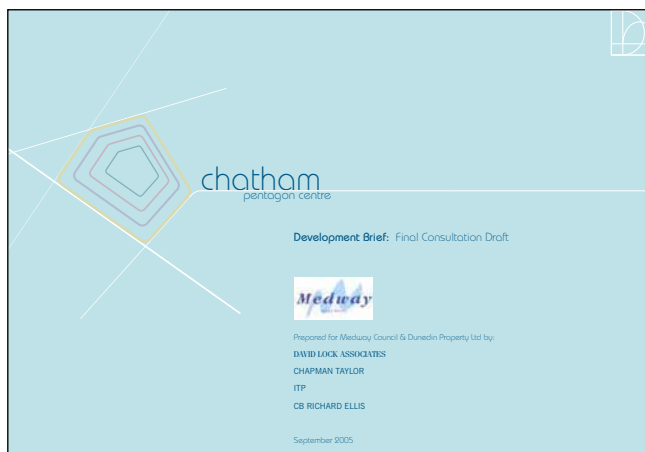 chatham
pentagon centre
Development Brief: Final Consultation Draft
Medway
Prepared for Medway Council & Dunedin Property Ltd by:
DAVID LOCK ASSOCIATES
CHAPMAN TAYLOR
ITP
CB RICHARD ELLIS
September 2005